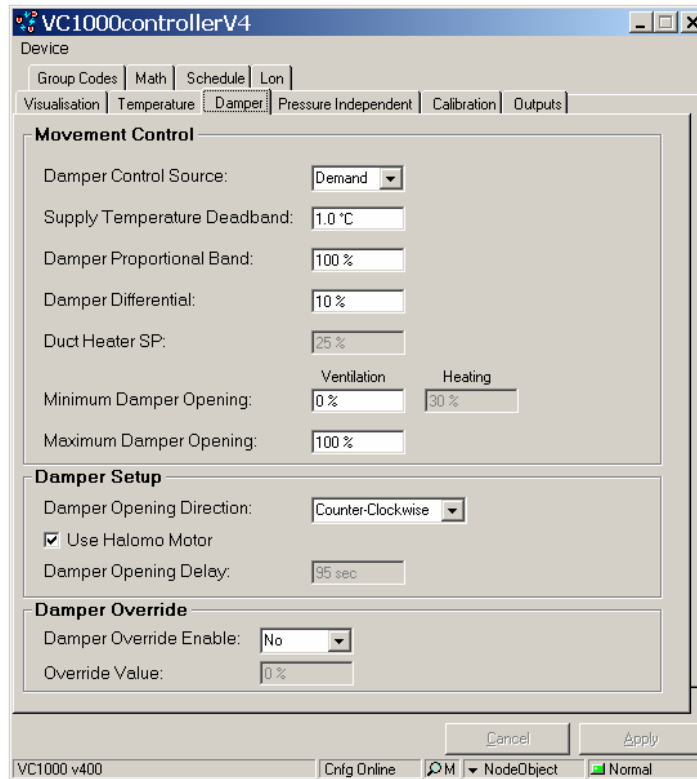 VC1000controllerV4
Device
Group Codes Math Schedule Lon
Visualisation Temperature Damper Pressure Independent Calibration Outputs
Movement Control
Damper Control Source: Demand
Supply Temperature Deadband: 1.0 °C
Damper Proportional Band: 100 %
Damper Differential: 10 %
Duct Heater SP: 25 %
Ventilation Heating
Minimum Damper Opening: 0 % 30 %
Maximum Damper Opening: 100 %
Damper Setup
Damper Opening Direction: Counter-Clockwise
Use Halomo Motor
Damper Opening Delay: 95 sec
Damper Override
Damper Override Enable: No
Override Value: 0 %
Cancel Apply
VC1000 v400 Cnfg Online M NodeObject Normal